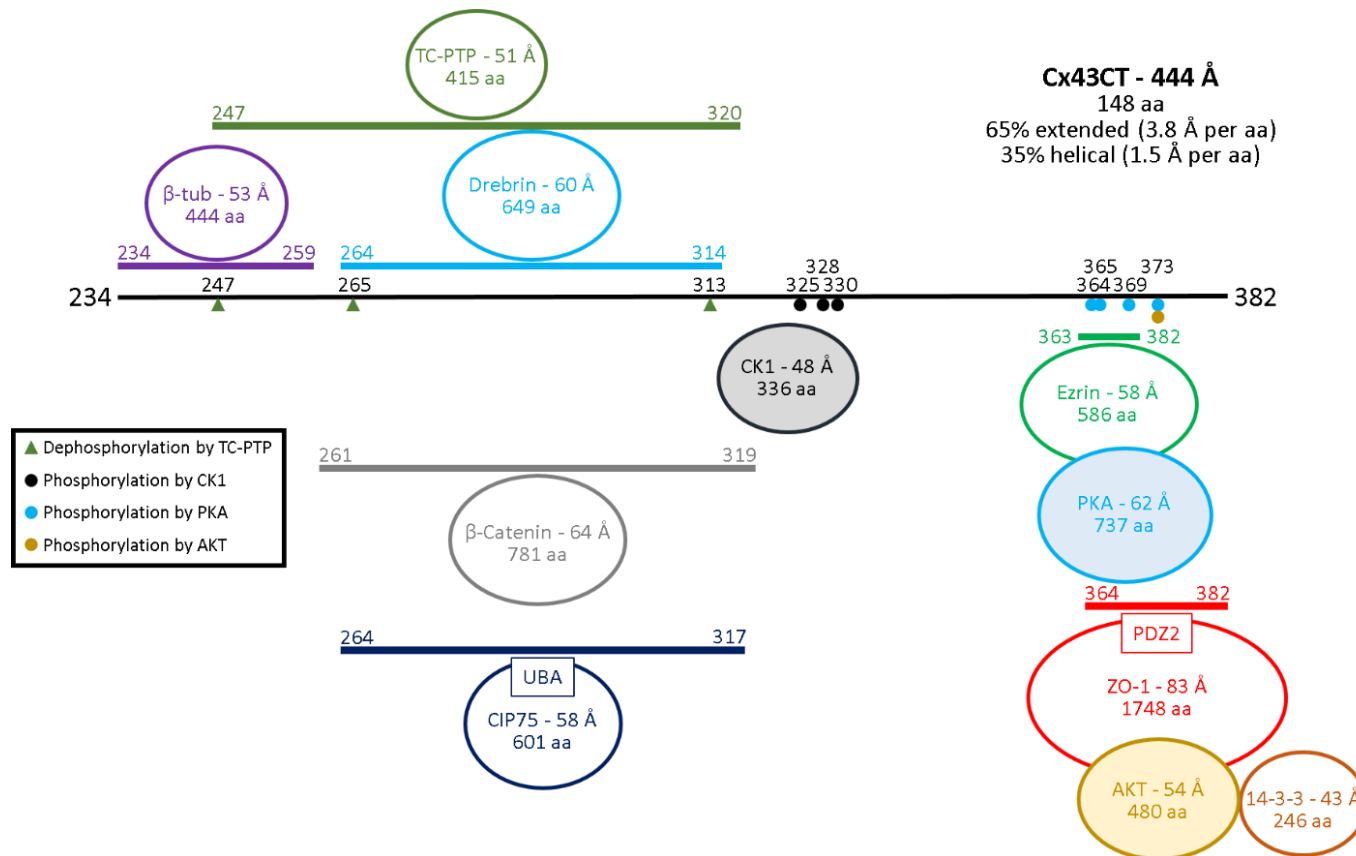 TC-PTP - 51 Å
415 aa
Cx43CT - 444 Å
148 aa
65% extended (3.8 Å per aa)
35% helical (1.5 Å per aa)
247 320
β-tub - 53 Å
444 aa
Drebrin - 60 Å
649 aa
234 259
264 314
328
365 373
247 265 313 325 330 364 369
234 382
363 382
CK1 - 48 Å
336 aa
Ezrin - 58 Å
586 aa
Dephosphorylation by TC-PTP
Phosphorylation by CK1
Phosphorylation by PKA
Phosphorylation by AKT
261 319
β-Catenin - 64 Å
781 aa
PKA - 62 Å
737 aa
264 317
UBA
CIP75 - 58 Å
601 aa
364 382
PDZ2
ZO-1 - 83 Å
1748 aa
AKT - 54 Å
480 aa
14-3-3 - 43 Å
246 aa